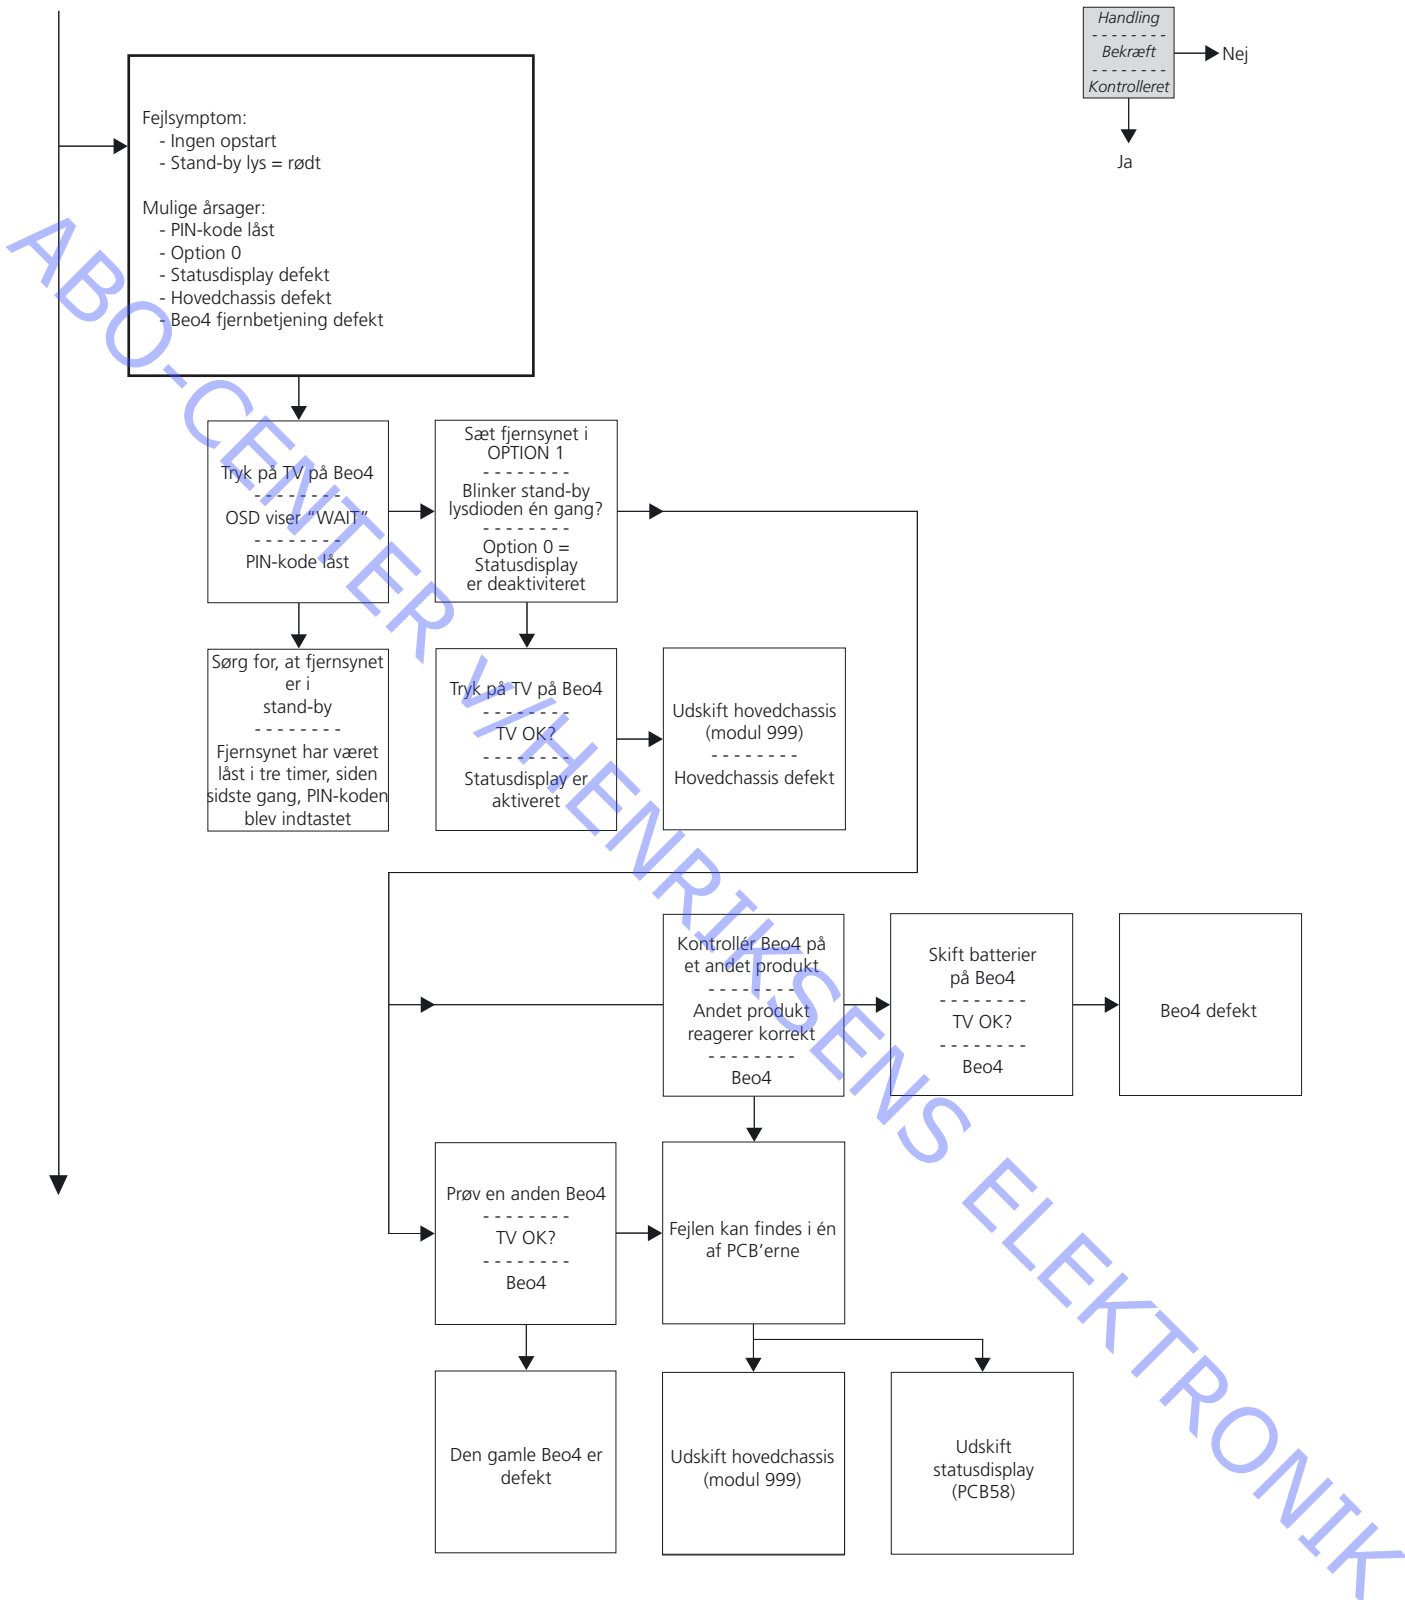 Handling
- - - - - - - -
Bekræft
- - - - - - - -
Kontrolleret
Nej
Ja
Fejlsymptom:
- Ingen opstart
- Stand-by lys = rødt
Mulige årsager:
- PIN-kode låst
- Option 0
- Statusdisplay defekt
- Hovedchassis defekt
- Beo4 fjernbetjening defekt
Tryk på TV på Beo4
- - - - - - - -
OSD viser “WAIT”
- - - - - - - -
PIN-kode låst
Sæt fjernsynet i
OPTION 1
- - - - - - - -
Blinker stand-by
lysdioden én gang?
- - - - - - - -
Option 0 =
Statusdisplay
er deaktiviteret
Sørg for, at fjernsynet
er i
stand-by
- - - - - - - -
Fjernsynet har været
låst i tre timer, siden
sidste gang, PIN-koden
blev indtastet
Tryk på TV på Beo4
- - - - - - - -
TV OK?
- - - - - - - -
Statusdisplay er
aktiveret
Udskift hovedchassis
(modul 999)
- - - - - - - -
Hovedchassis defekt
Kontrollér Beo4 på
et andet produkt
- - - - - - - -
Andet produkt
reagerer korrekt
- - - - - - - -
Beo4
Skift batterier
på Beo4
- - - - - - - -
TV OK?
- - - - - - - -
Beo4
Beo4 defekt
Prøv en anden Beo4
- - - - - - - -
TV OK?
- - - - - - - -
Beo4
Fejlen kan findes i én
af PCB’erne
Den gamle Beo4 er
defekt
Udskift hovedchassis
(modul 999)
Udskift
statusdisplay
(PCB58)
ABO-CENTER v/HENRIKSENS ELEKTRONIK